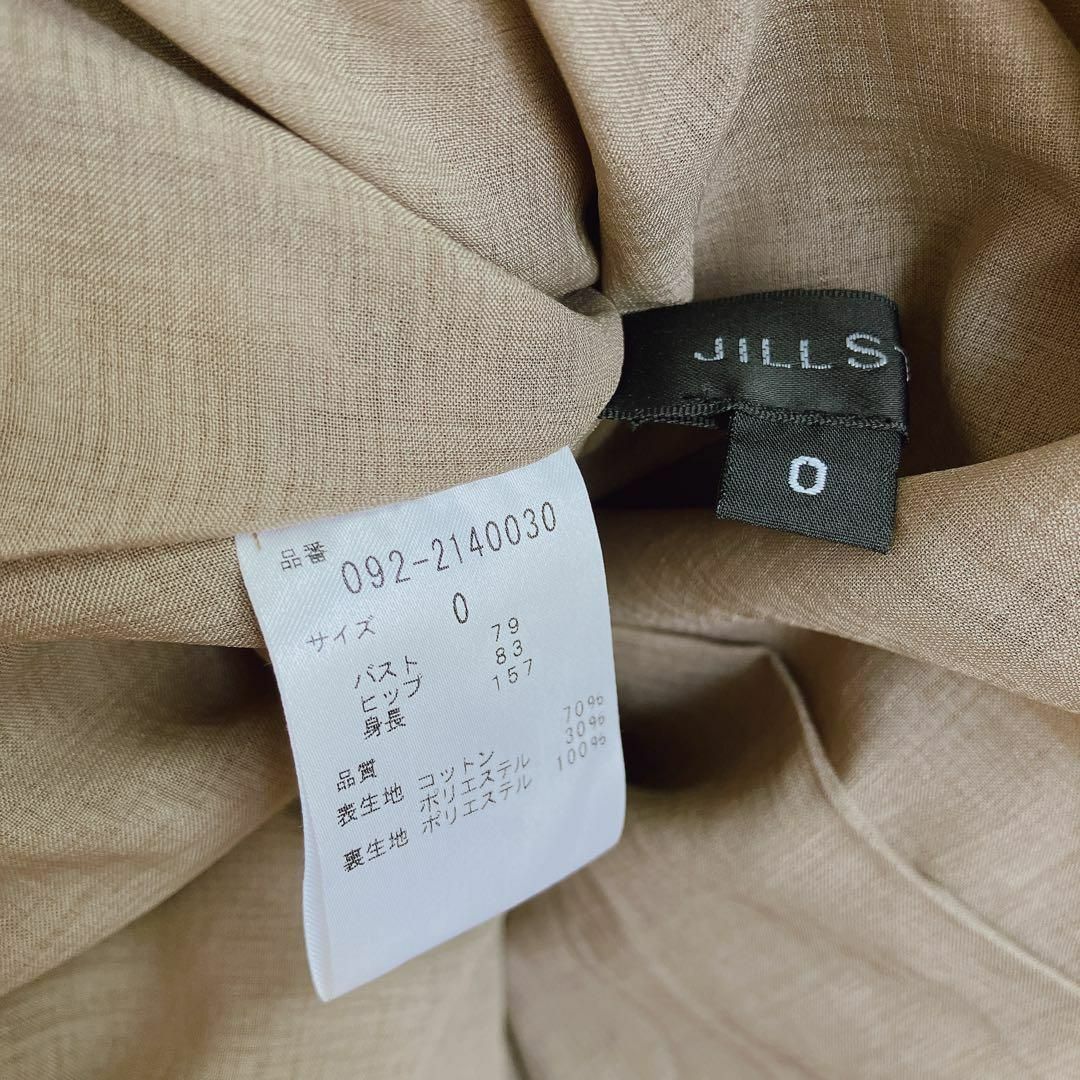 JILLS
0
品番 092-2140030
サイズ 0
バスト 79
ヒップ 83
身長 157
品質
表生地 コットン 70%
ポリエステル 30%
裏生地 ポリエステル 100%